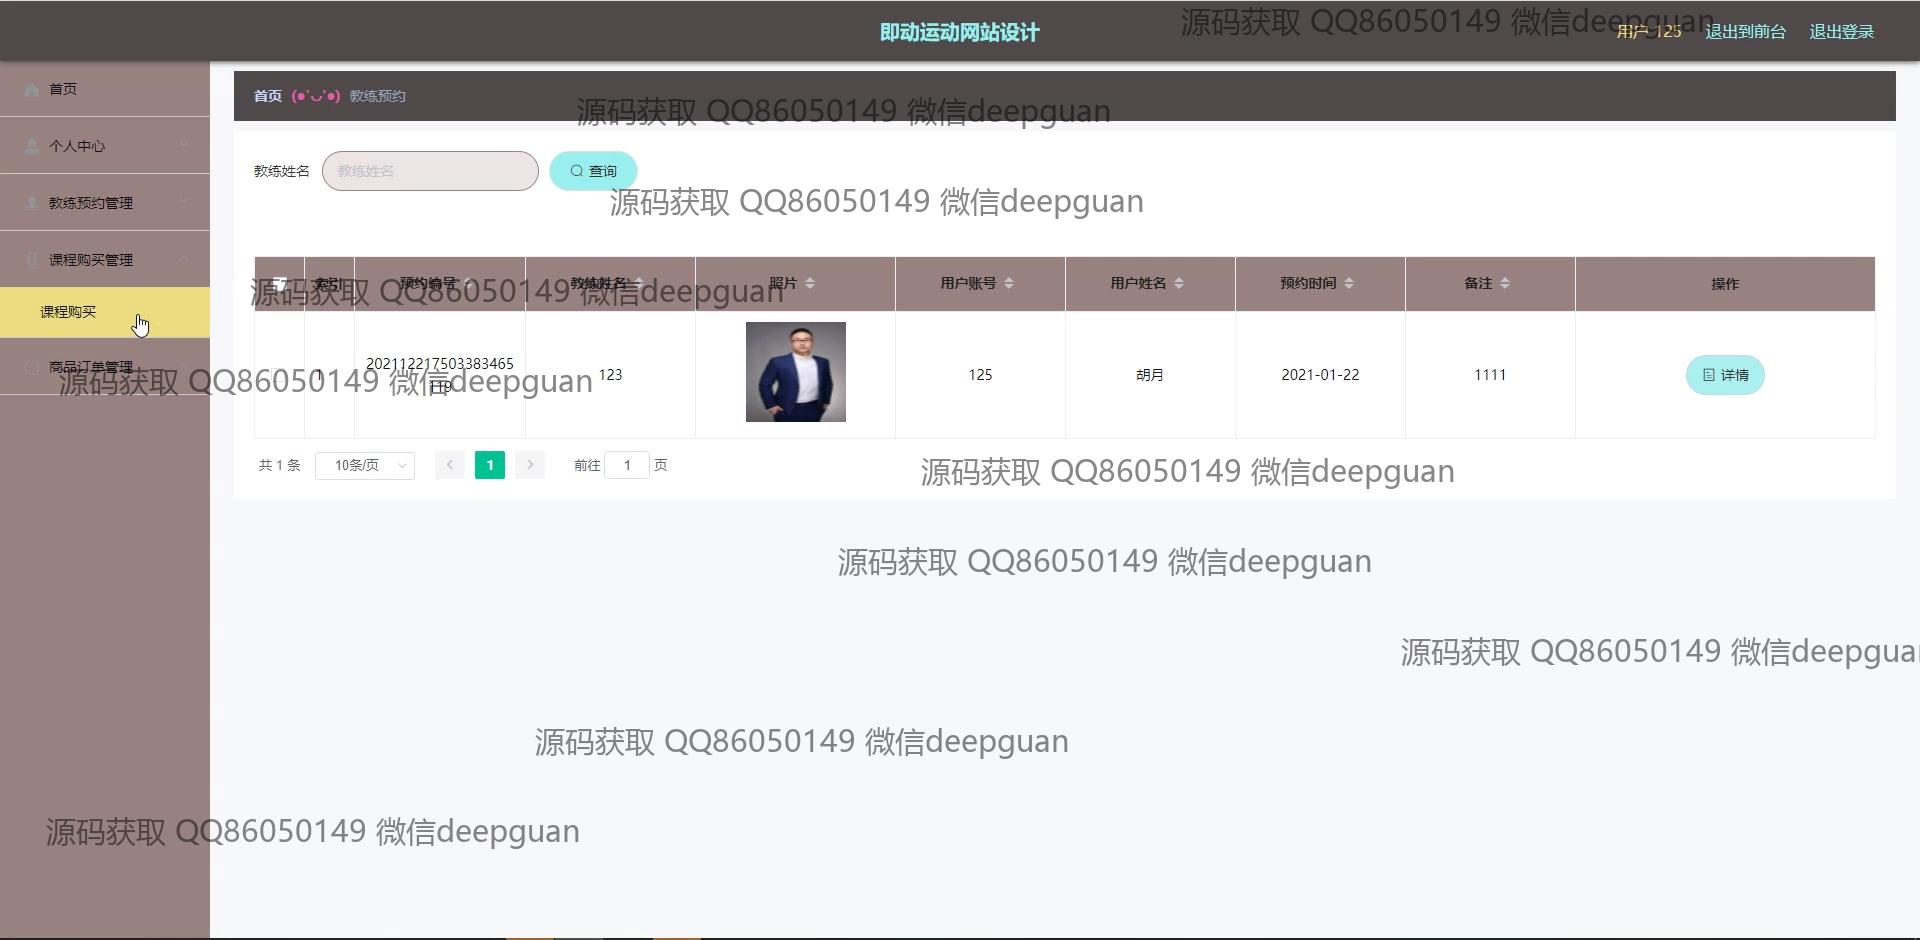 即动运动网站设计
源码获取 QQ86050149 微信deepguan
用户 125
退出到前台
退出登录
首页
个人中心
教练预约管理
课程购买管理
课程购买
商品订单管理
首页 (●'◡'●) 教练预约
源码获取 QQ86050149 微信deepguan
教练姓名
教练姓名
查询
源码获取 QQ86050149 微信deepguan
索引 预约编号 教练姓名 照片 用户账号 用户姓名 预约时间 备注 操作
源码获取 QQ86050149 微信deepguan
1 202112217503383465 123 125 胡月 2021-01-22 1111 详情
119
源码获取 QQ86050149 微信deepguan
共 1 条 10条/页 1 前往 1 页
源码获取 QQ86050149 微信deepguan
源码获取 QQ86050149 微信deepguan
源码获取 QQ86050149 微信deepgua
源码获取 QQ86050149 微信deepguan
源码获取 QQ86050149 微信deepguan